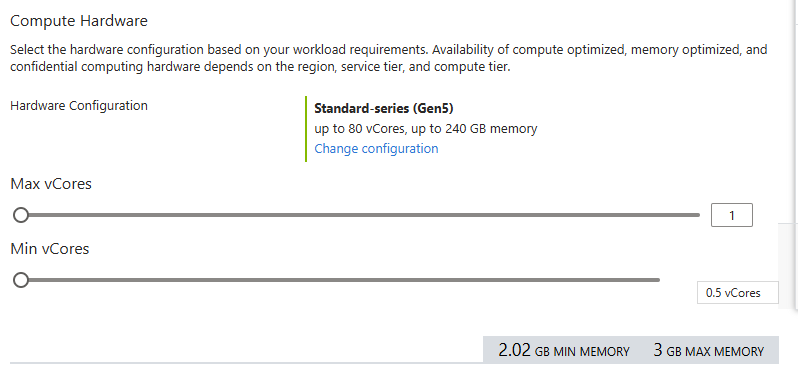 Compute Hardware
Select the hardware configuration based on your workload requirements. Availability of compute optimized, memory optimized, and
confidential computing hardware depends on the region, service tier, and compute tier.
Hardware Configuration
Standard-series (Gen5)
up to 80 vCores, up to 240 GB memory
Change configuration
Max vCores
1
Min vCores
0.5 vCores
2.02 GB MIN MEMORY 3 GB MAX MEMORY